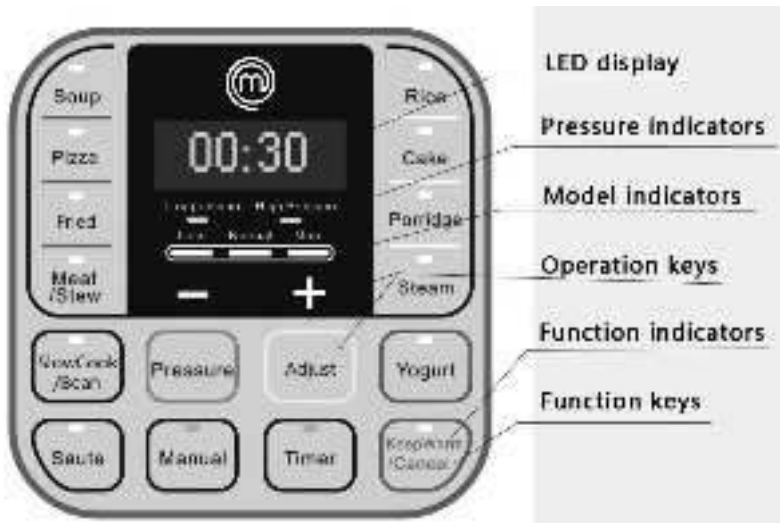 Soup
Rice
LED display
00:30
Pizza
Cake
Pressure indicators
Fried
Porridge
Model indicators
Meat
/Stew
Steam
Operation keys
Pressure
Adjust
Yogurt
Function indicators
Saute
Manual
Timer
Function keys
− +